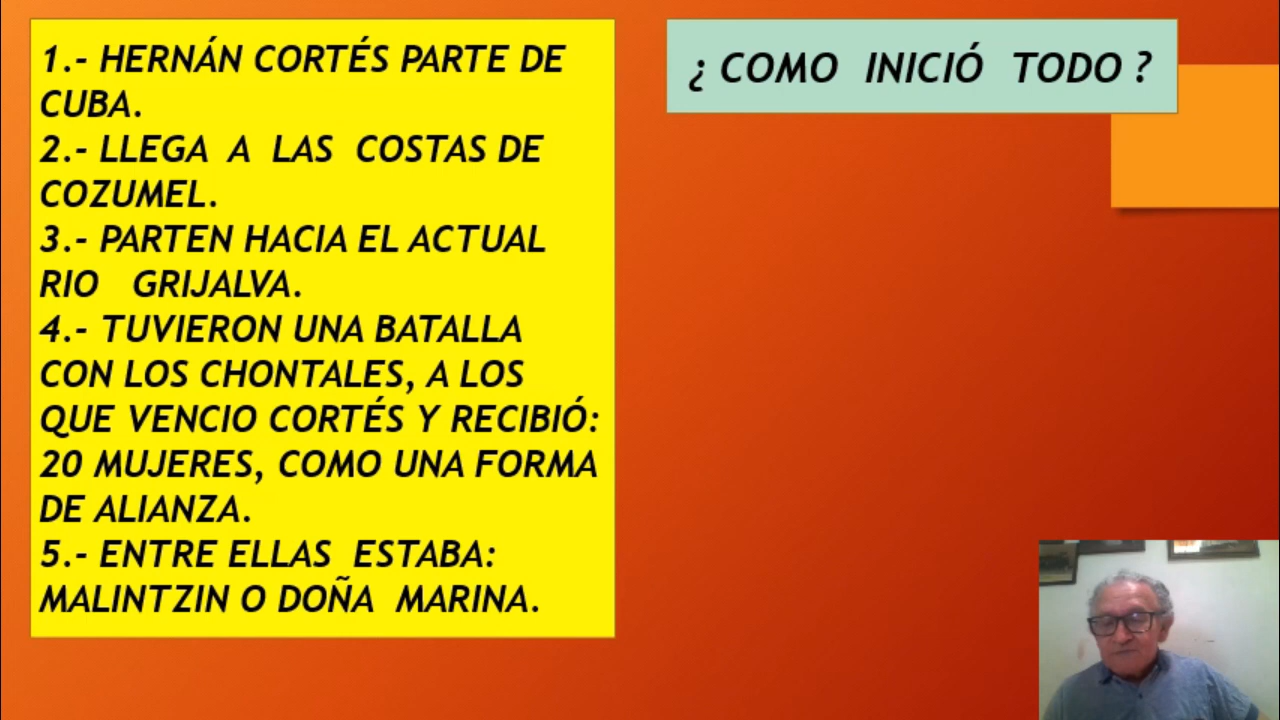 1.- HERNÁN CORTÉS PARTE DE
CUBA.
2.- LLEGA A LAS COSTAS DE
COZUMEL.
3.- PARTEN HACIA EL ACTUAL
RIO GRIJALVA.
4.- TUVIERON UNA BATALLA
CON LOS CHONTALES, A LOS
QUE VENCIO CORTÉS Y RECIBIÓ:
20 MUJERES, COMO UNA FORMA
DE ALIANZA.
5.- ENTRE ELLAS ESTABA:
MALINTZIN O DOÑA MARINA.
¿ COMO INICIÓ TODO ?